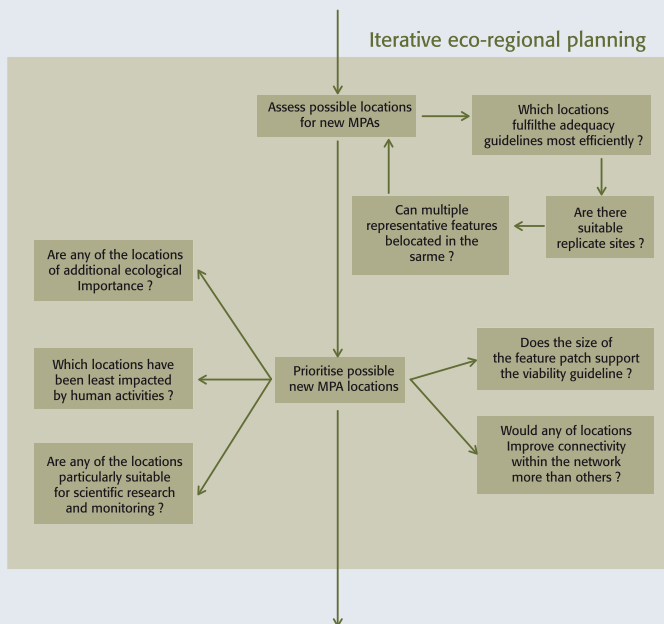 Iterative eco-regional planning
Assess possible locations
for new MPAs
Which locations
fulfilthe adequacy
guidelines most efficiently ?
Are there
suitable
replicate sites ?
Can multiple
representative features
belocated in the
sarme ?
Are any of the locations
of additional ecological
Importance ?
Which locations have
been least impacted
by human activities ?
Are any of the locations
particularly suitable
for scientific research
and monitoring ?
Prioritise possible
new MPA locations
Does the size of
the feature patch support
the viability guideline ?
Would any of locations
Improve connectivity
within the network
more than others ?